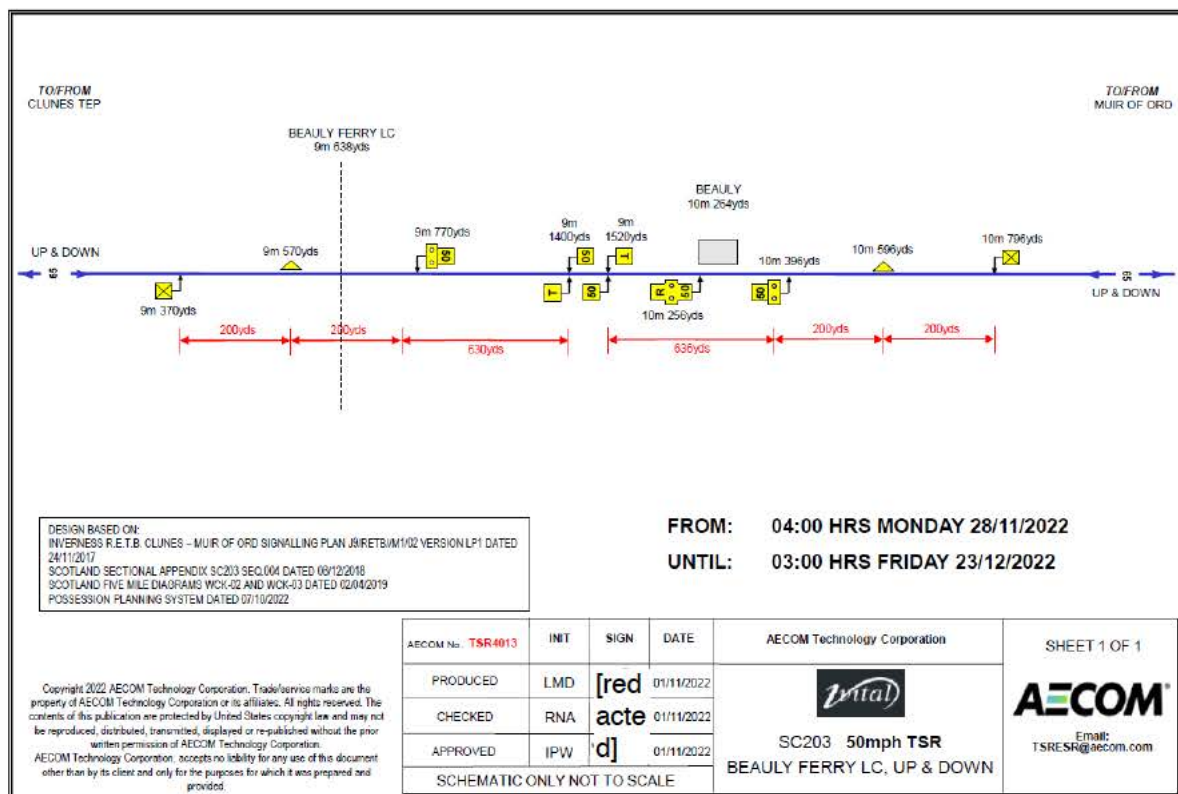 TO/FROM
CLUNES TEP
TO/FROM
MUIR OF ORD
BEAULY FERRY LC
9m 638yds
BEAULY
10m 264yds
UP & DOWN
65
9m 570yds
9m 770yds
50
9m
1400yds
50
9m
1520yds
T
10m 396yds
10m 596yds
10m 796yds
65
UP & DOWN
9m 370yds
T
50
R
50
10m 256yds
50
200yds
200yds
630yds
636yds
200yds
200yds
DESIGN BASED ON:
INVERNESS R.E.T.B. CLUNES – MUIR OF ORD SIGNALLING PLAN J9/RETB/M1/02 VERSION LP1 DATED
24/11/2017
SCOTLAND SECTIONAL APPENDIX SC203 SEQ.004 DATED 08/12/2018
SCOTLAND FIVE MILE DIAGRAMS WCK-02 AND WCK-03 DATED 02/04/2019
POSSESSION PLANNING SYSTEM DATED 07/10/2022
FROM: 04:00 HRS MONDAY 28/11/2022
UNTIL: 03:00 HRS FRIDAY 23/12/2022
Copyright 2022 AECOM Technology Corporation. Trade/service marks are the
property of AECOM Technology Corporation or its affiliates. All rights reserved. The
contents of this publication are protected by United States copyright law and may not
be reproduced, distributed, transmitted, displayed or re-published without the prior
written permission of AECOM Technology Corporation.
AECOM Technology Corporation, accepts no liability for any use of this document
other than by its client and only for the purposes for which it was prepared and
provided.
AECOM No. TSR4013 INIT SIGN DATE
PRODUCED LMD [red 01/11/2022
CHECKED RNA acte 01/11/2022
APPROVED IPW d] 01/11/2022
SCHEMATIC ONLY NOT TO SCALE
AECOM Technology Corporation
Vital
SC203 50mph TSR
BEAULY FERRY LC, UP & DOWN
SHEET 1 OF 1
AECOM
Email:
TSRESR@aecom.com